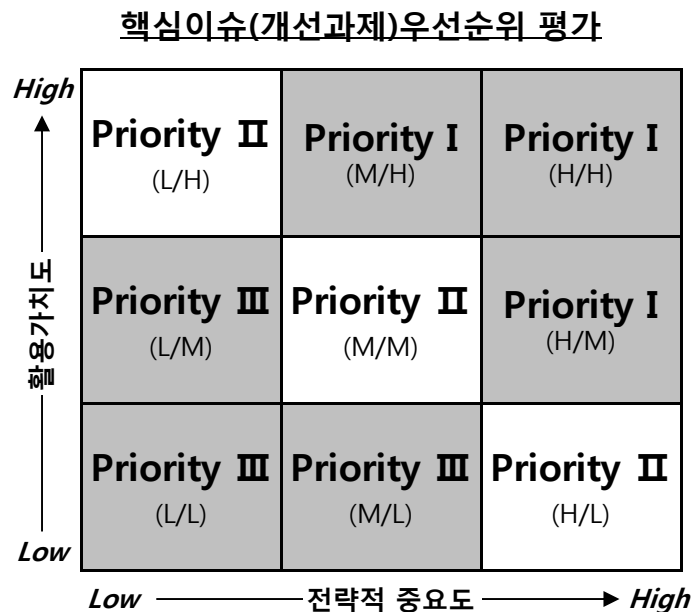 핵심이슈(개선과제)우선순위 평가
High
Priority Ⅱ
(L/H)
Priority Ⅰ
(M/H)
Priority Ⅰ
(H/H)
활용가치도
Priority Ⅲ
(L/M)
Priority Ⅱ
(M/M)
Priority Ⅰ
(H/M)
Priority Ⅲ
(L/L)
Priority Ⅲ
(M/L)
Priority Ⅱ
(H/L)
Low
Low 전략적 중요도 High